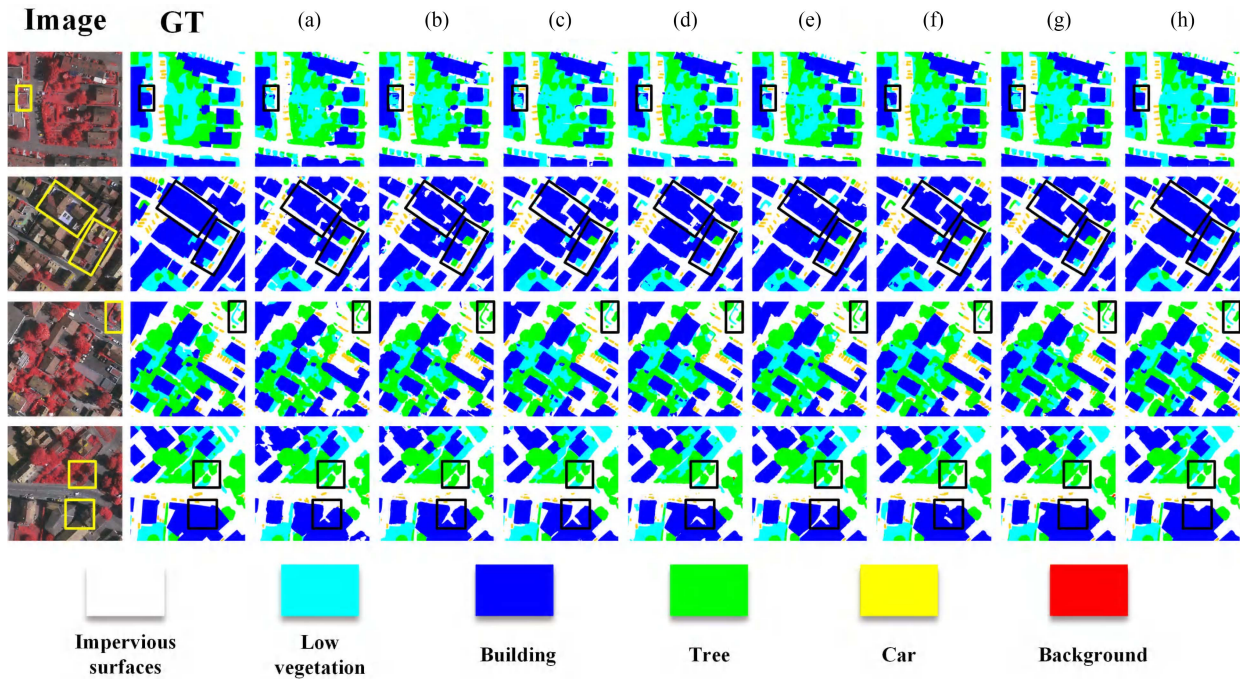 Image GT (a) (b) (c) (d) (e) (f) (g) (h)
Impervious surfaces
Low vegetation
Building
Tree
Car
Background